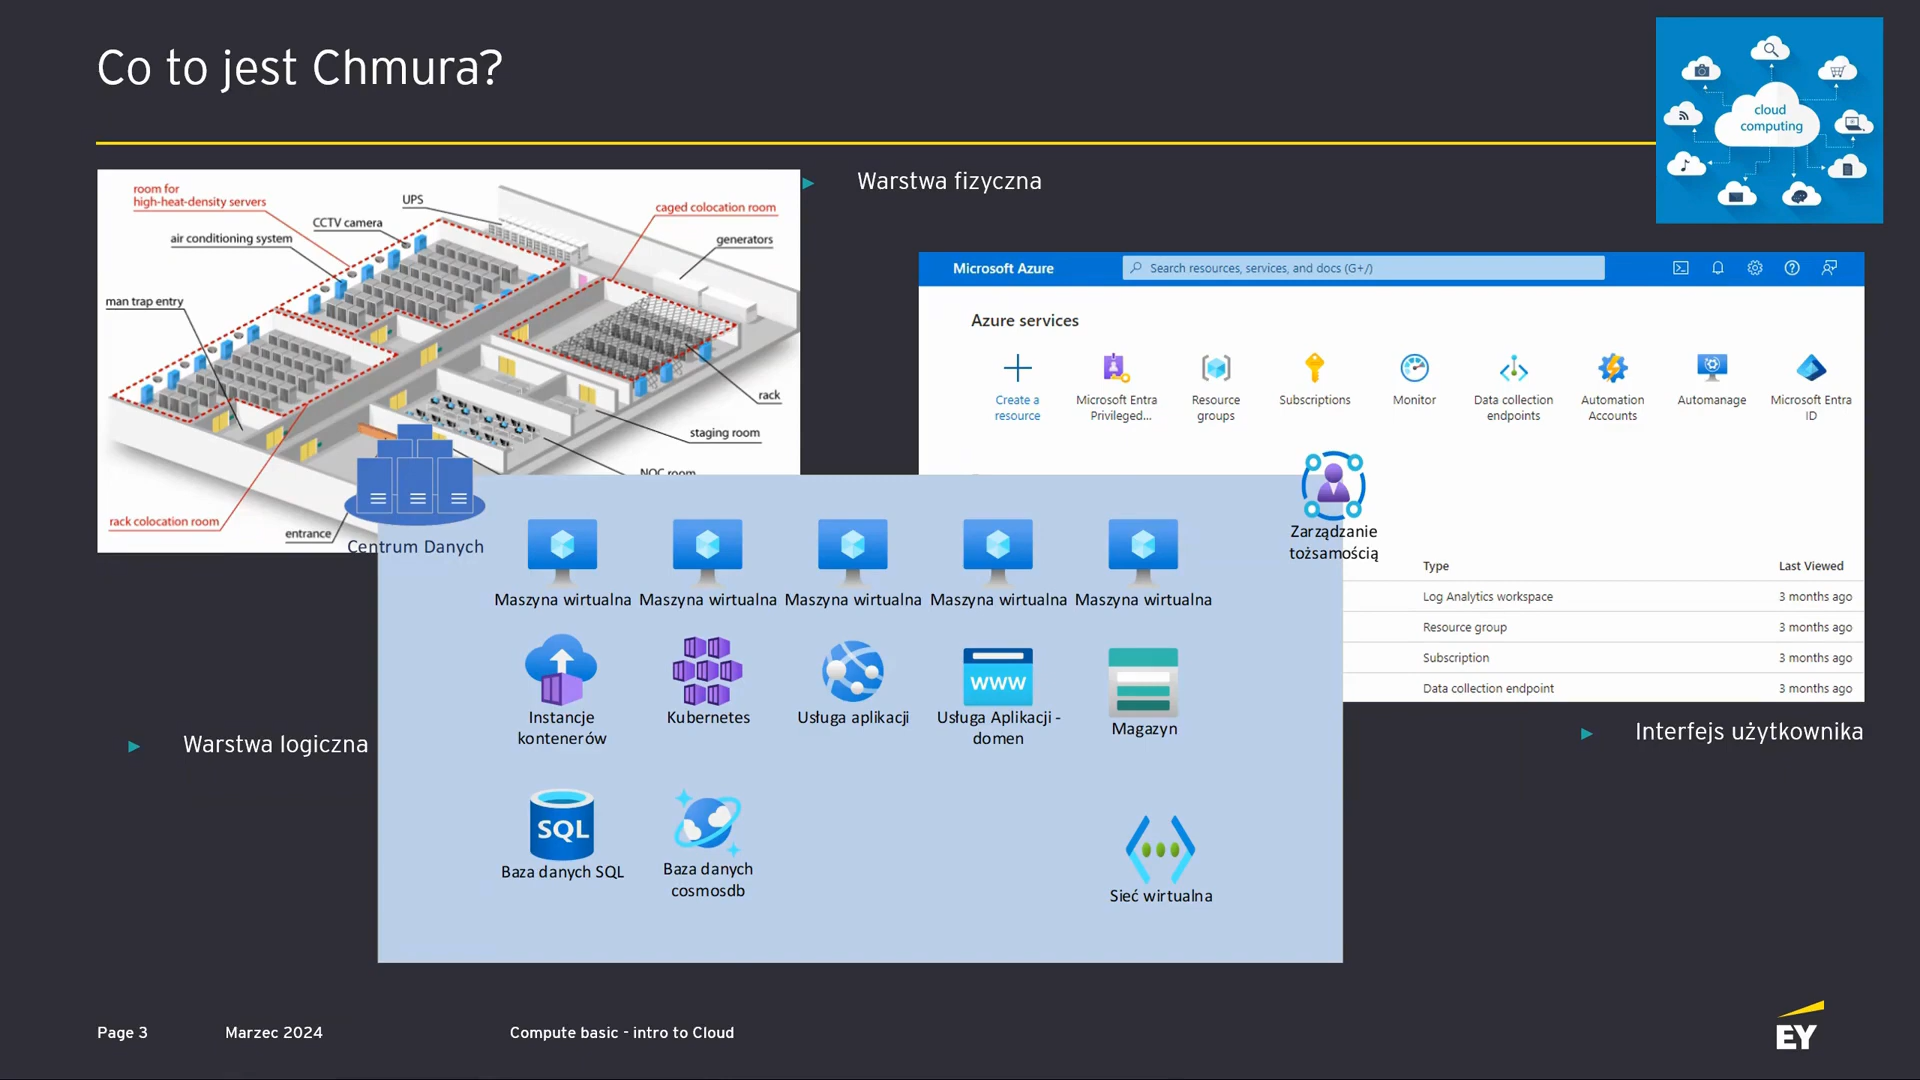 Co to jest Chmura?
cloud
computing
Warstwa fizyczna
room for
high-heat-density servers
UPS
CCTV camera
air conditioning system
caged colocation room
generators
man trap entry
rack
staging room
rack colocation room
entrance
Microsoft Azure
Search resources, services, and docs (G+/)
Azure services
Create a
resource
Microsoft Entra
Privileged...
Resource
groups
Subscriptions
Monitor
Data collection
endpoints
Automation
Accounts
Automanage
Microsoft Entra
ID
Centrum Danych
Zarządzanie
tożsamością
Type
Last Viewed
Log Analytics workspace
3 months ago
Resource group
3 months ago
Subscription
3 months ago
Data collection endpoint
3 months ago
Maszyna wirtualna
Maszyna wirtualna
Maszyna wirtualna
Maszyna wirtualna
Maszyna wirtualna
Instancje
kontenerów
Kubernetes
Usługa aplikacji
www
Usługa Aplikacji -
domen
Magazyn
Warstwa logiczna
Interfejs użytkownika
SQL
Baza danych SQL
Baza danych
cosmosdb
Sieć wirtualna
Page 3
Marzec 2024
Compute basic - intro to Cloud
EY